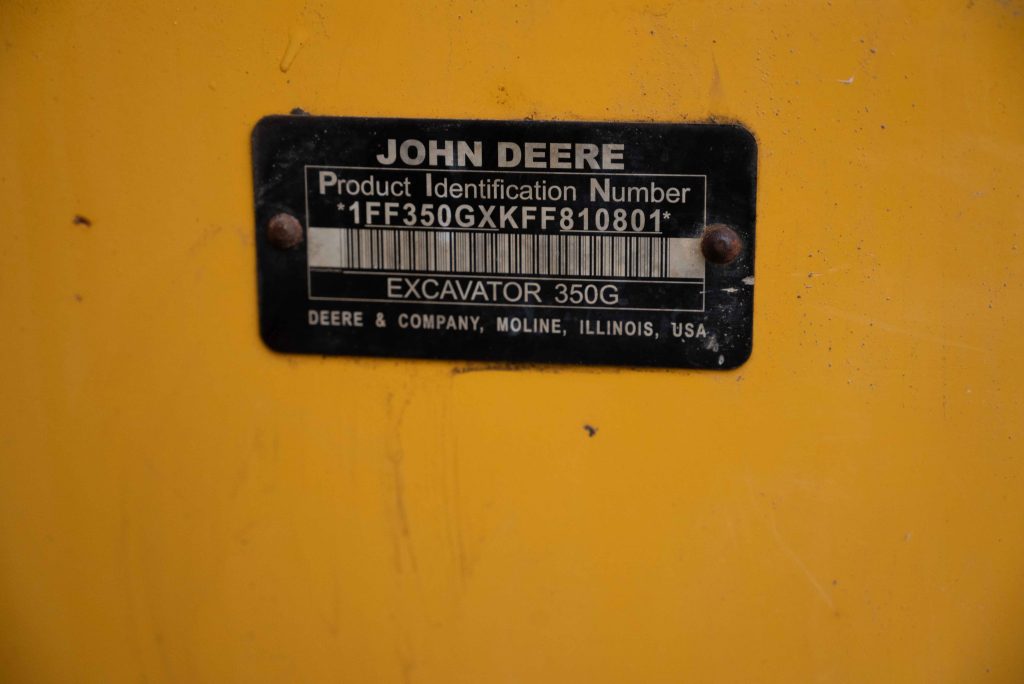 JOHN DEERE
Product Identification Number
*1FF350GXKFF810801*
EXCAVATOR 350G
DEERE & COMPANY, MOLINE, ILLINOIS, USA